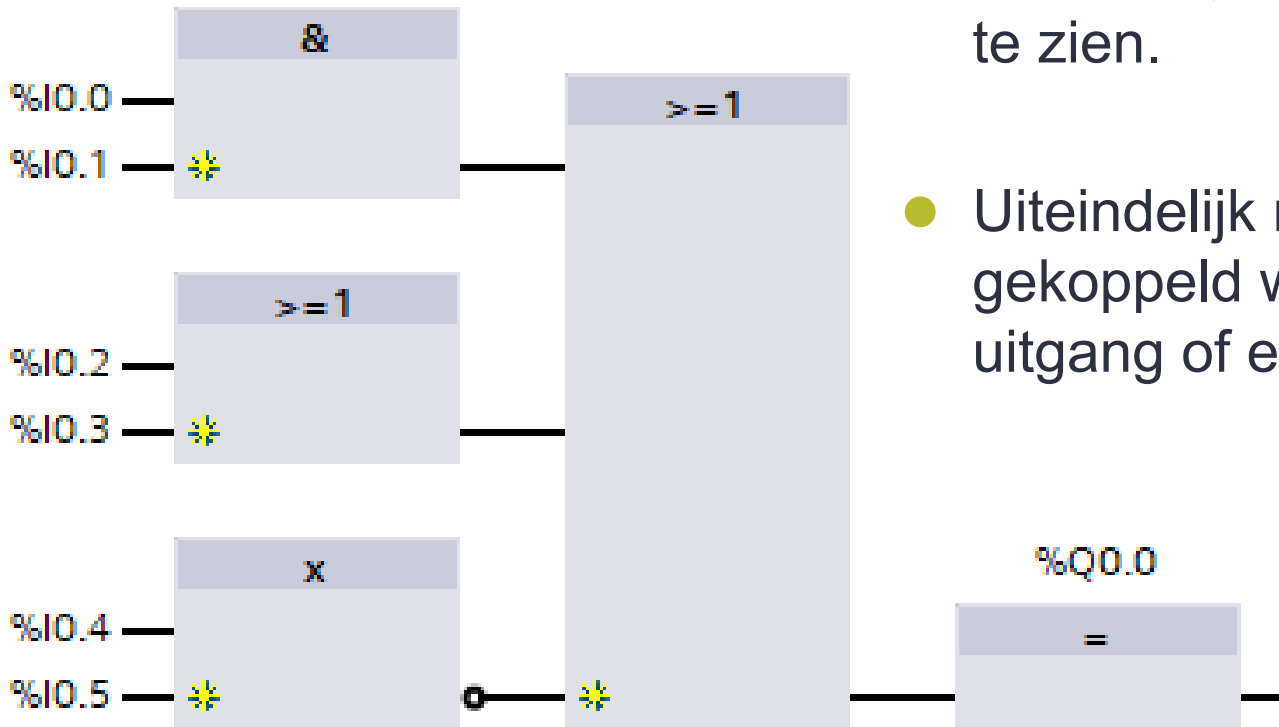 te zien.
Uiteindelijk
gekoppeld
uitgang of
&
%I0.0
%I0.1
>=1
>=1
%I0.2
%I0.3
x
%I0.4
%I0.5
%Q0.0
=